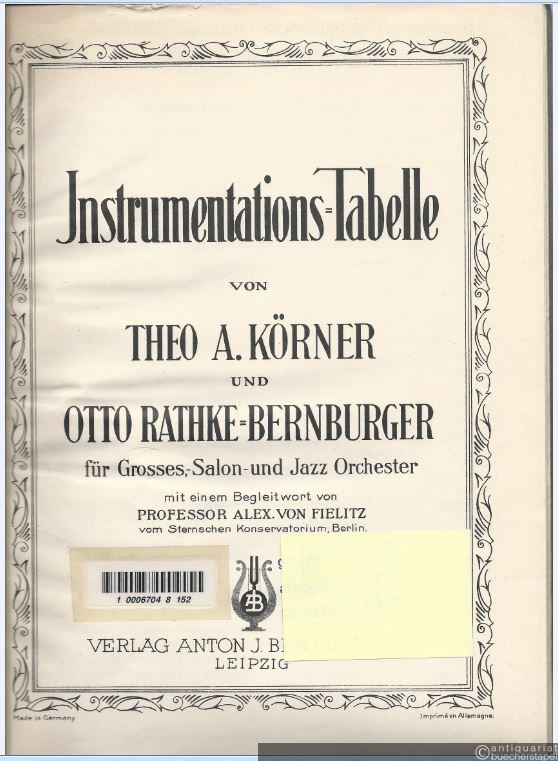 Instrumentations=Tabelle
VON
THEO A. KÖRNER
UND
OTTO RATHKE=BERNBURGER
für Grosses,-Salon-und Jazz Orchester
mit einem Begleitwort von
PROFESSOR ALEX. VON FIELITZ
vom Sternschen Konservatorium, Berlin.
1 0006704 8 152
AB
VERLAG ANTON J.
LEIPZIG
Made in Germany
Imprimé en Allemagne.
©antiquariat
buecherstapel